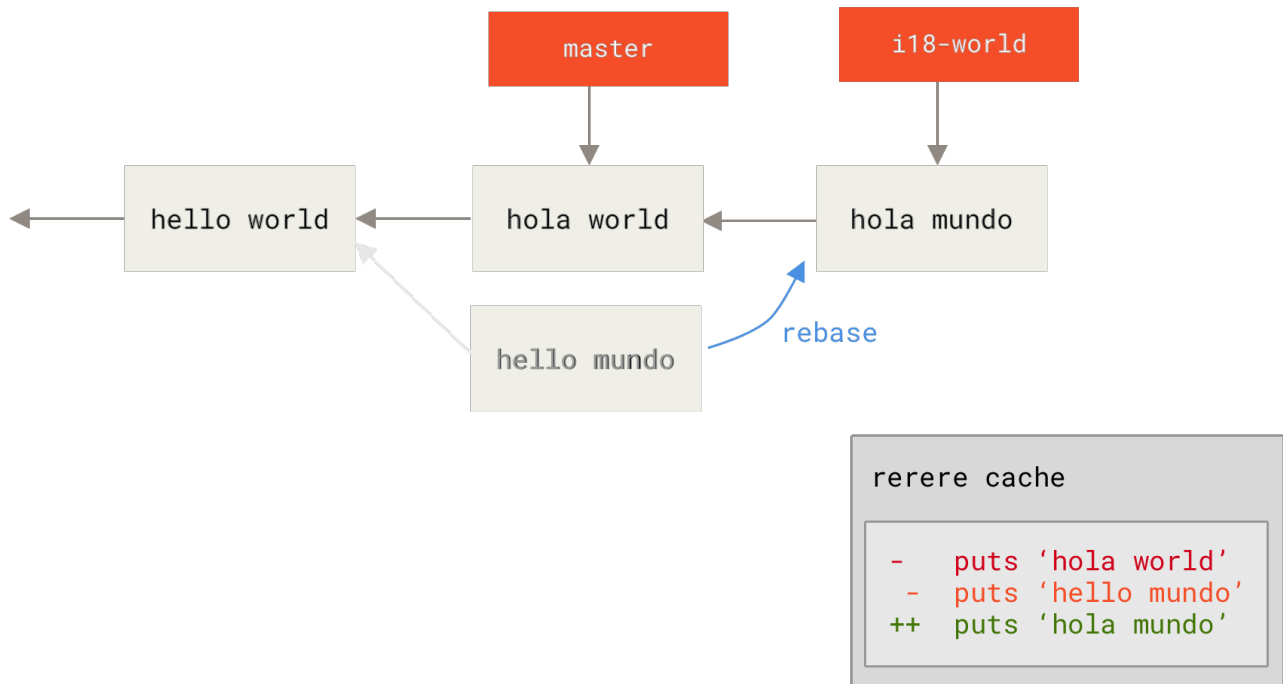 master
i18-world
hello world
hola world
hola mundo
hello mundo
rebase
rerere cache
-   puts ‘hola world’
 -  puts ‘hello mundo’
++  puts ‘hola mundo’